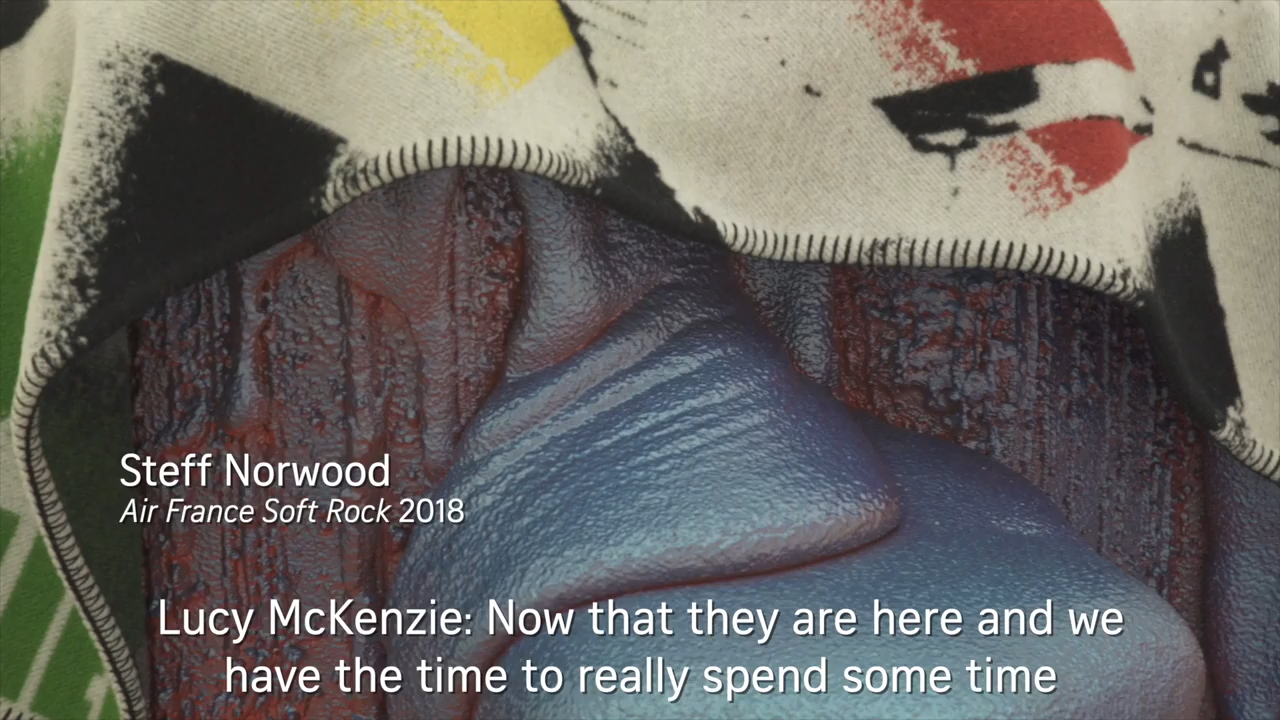 Steff Norwood
Air France Soft Rock 2018
Lucy McKenzie: Now that they are here and we
have the time to really spend some time